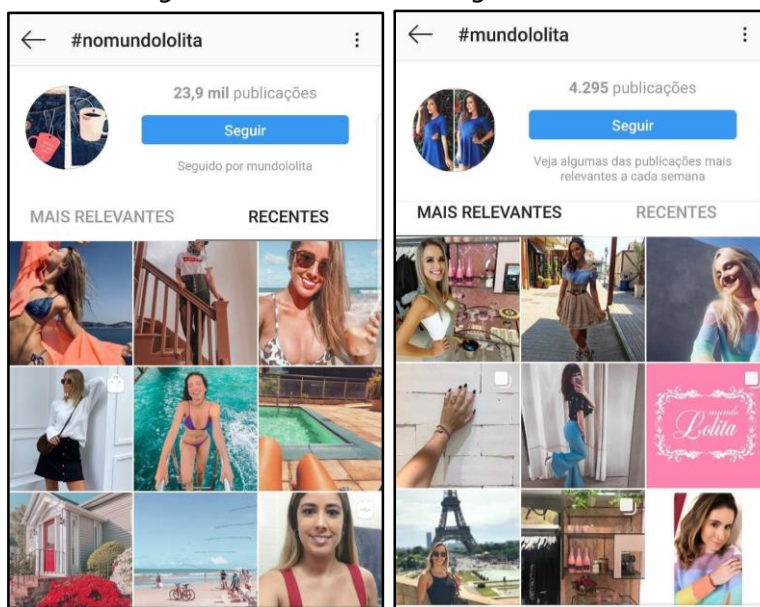 #nomundololita
23,9 mil publicações
Seguir
Seguido por mundololita
MAIS RELEVANTES
RECENTES
#mundololita
4.295 publicações
Seguir
Veja algumas das publicações mais
relevantes a cada semana
MAIS RELEVANTES
RECENTES
mundo
Lolita